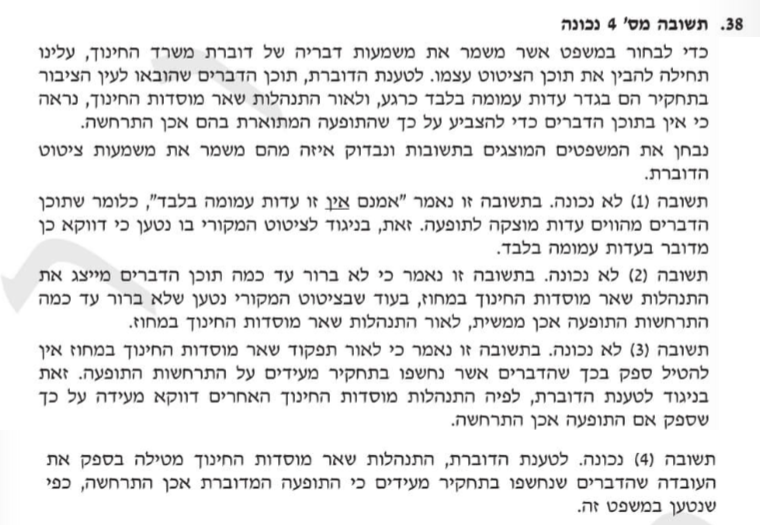 38. תשובה מס' 4 נכונה
כדי לבחור במשפט אשר משמר את משמעות דבריה של דוברת משרד החינוך, עלינו
תחילה להבין את תוכן הציטוט עצמו. לטענת הדוברת, תוכן הדברים שהובאו לעין הציבור
בתחקיר הם בגדר עדות עמומה בלבד כרגע, ולאור התנהלות שאר מוסדות החינוך, נראה
כי אין בתוכן הדברים כדי להצביע על כך שהתופעה המתוארת בהם אכן התרחשה.
נבחן את המשפטים המוצגים בתשובות ונבדוק איזה מהם משמר את משמעות ציטוט
הדוברת.
תשובה (1) לא נכונה. בתשובה זו נאמר "אמנם אין זו עדות עמומה בלבד", כלומר שתוכן
הדברים מהווים עדות מוצקה לתופעה. זאת, בניגוד לציטוט המקורי בו נטען כי דווקא כן
מדובר בעדות עמומה בלבד.
תשובה (2) לא נכונה. בתשובה זו נאמר כי לא ברור עד כמה תוכן הדברים מייצג את
התנהלות שאר מוסדות החינוך במחוז, בעוד שבציטוט המקורי נטען שלא ברור עד כמה
התרחשות התופעה אכן ממשית, לאור התנהלות שאר מוסדות החינוך במחוז.
תשובה (3) לא נכונה. בתשובה זו נאמר כי לאור תפקוד שאר מוסדות החינוך במחוז אין
להטיל ספק בכך שהדברים אשר נחשפו בתחקיר מעידים על התרחשות התופעה. זאת
בניגוד לטענת הדוברת, לפיה התנהלות מוסדות החינוך האחרים דווקא מעידה על כך
שספק אם התופעה אכן התרחשה.
תשובה (4) נכונה. לטענת הדוברת, התנהלות שאר מוסדות החינוך מטילה בספק את
העובדה שהדברים שנחשפו בתחקיר מעידים כי התופעה המדוברת אכן התרחשה, כפי
שנטען במשפט זה.